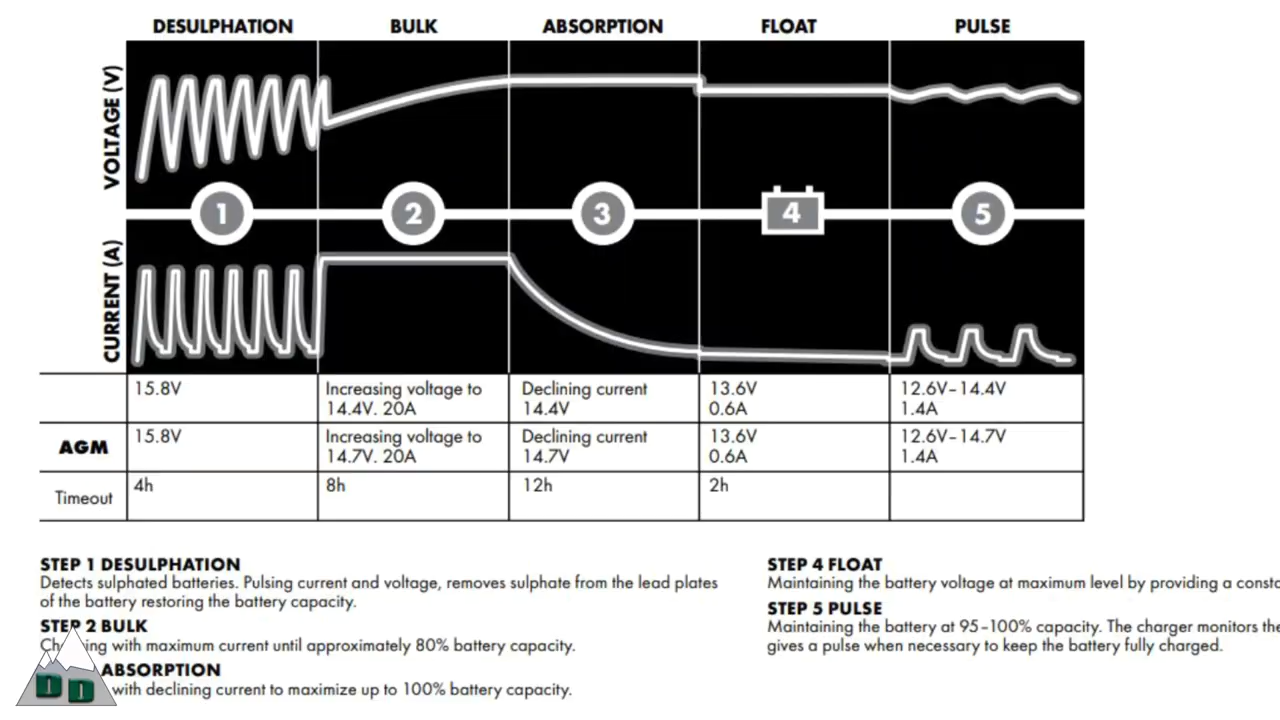 DESULPHATION BULK ABSORPTION FLOAT PULSE
VOLTAGE (V)
1 2 3 4 5
CURRENT (A)
15.8V Increasing voltage to Declining current 13.6V 12.6V–14.4V
14.4V. 20A 14.4V 0.6A 1.4A
AGM 15.8V Increasing voltage to Declining current 13.6V 12.6V–14.7V
14.7V. 20A 14.7V 0.6A 1.4A
Timeout 4h 8h 12h 2h
STEP 1 DESULPHATION
Detects sulphated batteries. Pulsing current and voltage, removes sulphate from the lead plates
of the battery restoring the battery capacity.
STEP 2 BULK
with maximum current until approximately 80% battery capacity.
ABSORPTION
with declining current to maximize up to 100% battery capacity.
STEP 4 FLOAT
Maintaining the battery voltage at maximum level by providing a
STEP 5 PULSE
Maintaining the battery at 95–100% capacity. The charger monitors
gives a pulse when necessary to keep the battery fully charged.
D D